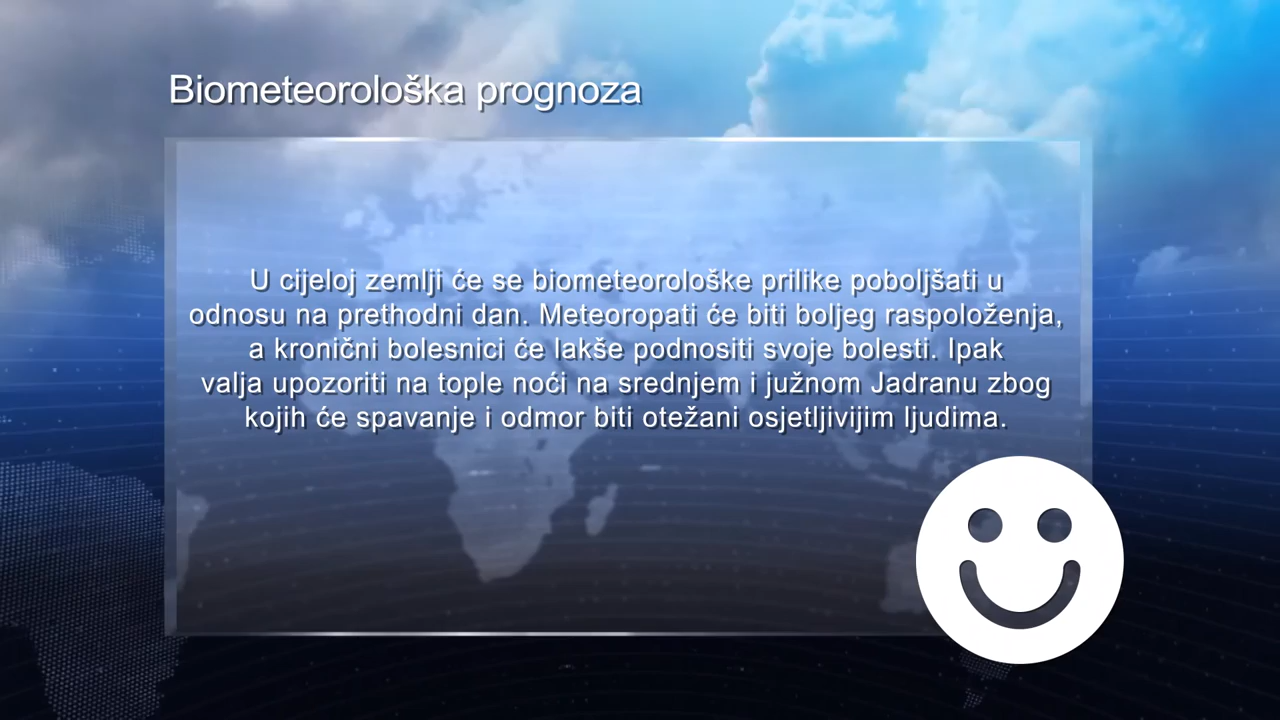 Biometeorološka prognoza
U cijeloj zemlji će se biometeorološke prilike poboljšati u
odnosu na prethodni dan. Meteoropati će biti boljeg raspoloženja,
a kronični bolesnici će lakše podnositi svoje bolesti. Ipak
valja upozoriti na tople noći na srednjem i južnom Jadranu zbog
kojih će spavanje i odmor biti otežani osjetljivijim ljudima.